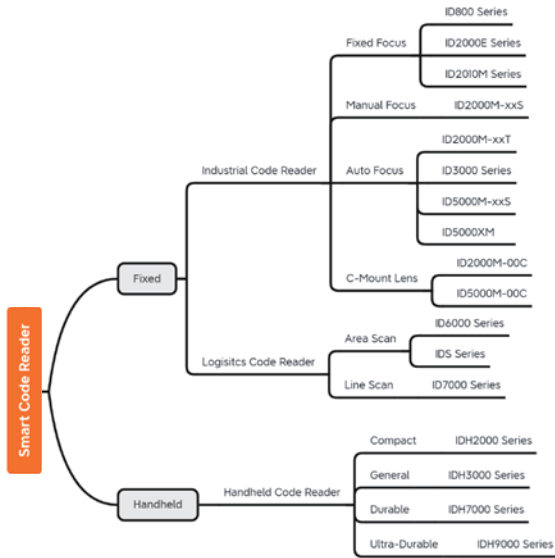 Smart Code Reader
Fixed
Industrial Code Reader
Fixed Focus
ID800 Series
ID2000E Series
ID2010M Series
Manual Focus
ID2000M-xxS
Auto Focus
ID2000M-xxT
ID3000 Series
ID5000M-xxS
ID5000XM
C-Mount Lens
ID2000M-00C
ID5000M-00C
Logisitcs Code Reader
Area Scan
ID6000 Series
IDS Series
Line Scan
ID7000 Series
Handheld
Handheld Code Reader
Compact
IDH2000 Series
General
IDH3000 Series
Durable
IDH7000 Series
Ultra-Durable
IDH9000 Series